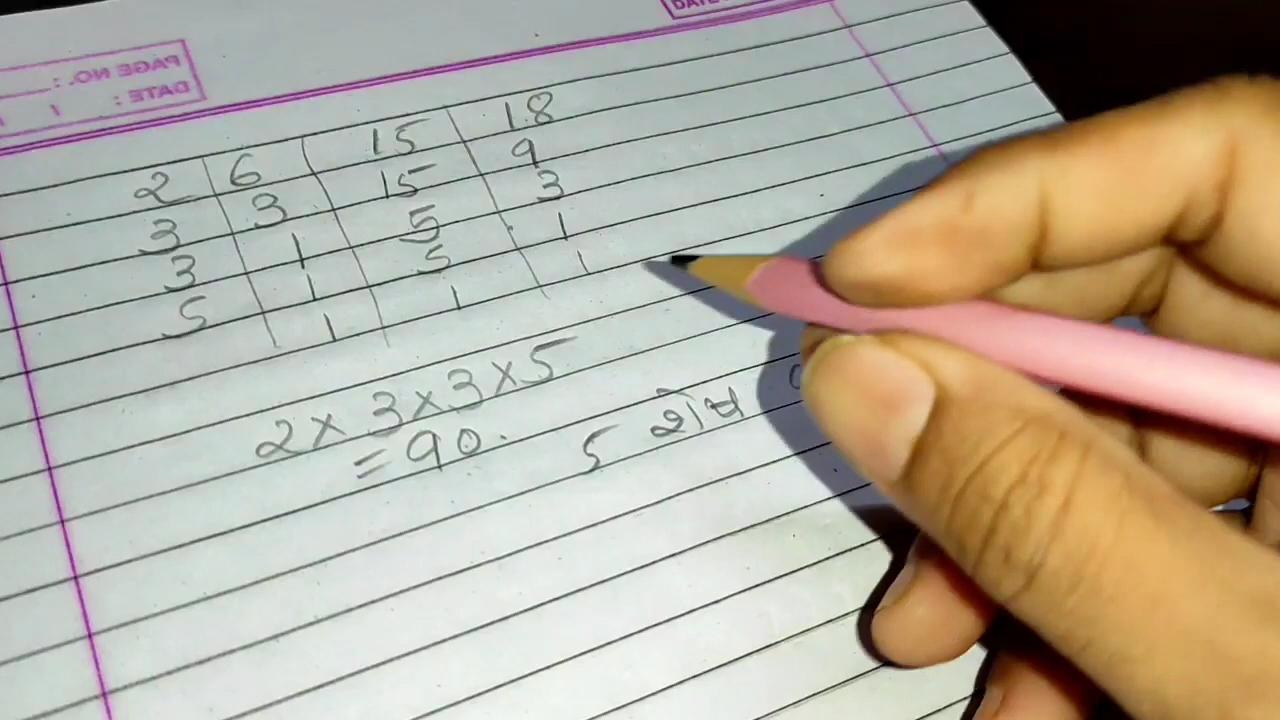 DATE
PAGE NO. :
DATE :
2 6 15 18
3 3 15 9
3 1 5 3
5 1 5 1
1 1 1
2 x 3 x 3 x 5
= 90.
5 शेष